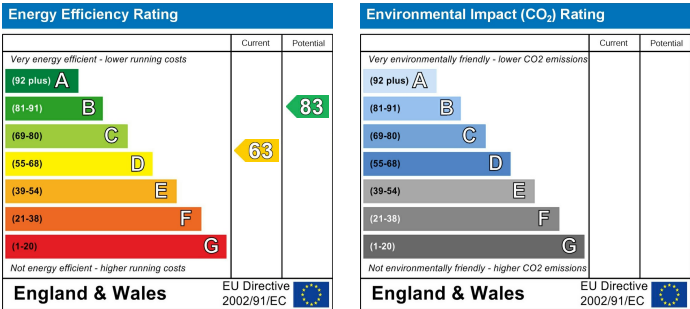 Energy Efficiency Rating
Current Potential
Very energy efficient - lower running costs
(92 plus) A
(81-91) B
83
(69-80) C
63
(55-68) D
(39-54) E
(21-38) F
(1-20) G
Not energy efficient - higher running costs
England & Wales
EU Directive
2002/91/EC
Environmental Impact (CO₂) Rating
Current Potential
Very environmentally friendly - lower CO2 emissions
(92 plus) A
(81-91) B
(69-80) C
(55-68) D
(39-54) E
(21-38) F
(1-20) G
Not environmentally friendly - higher CO2 emissions
England & Wales
EU Directive
2002/91/EC